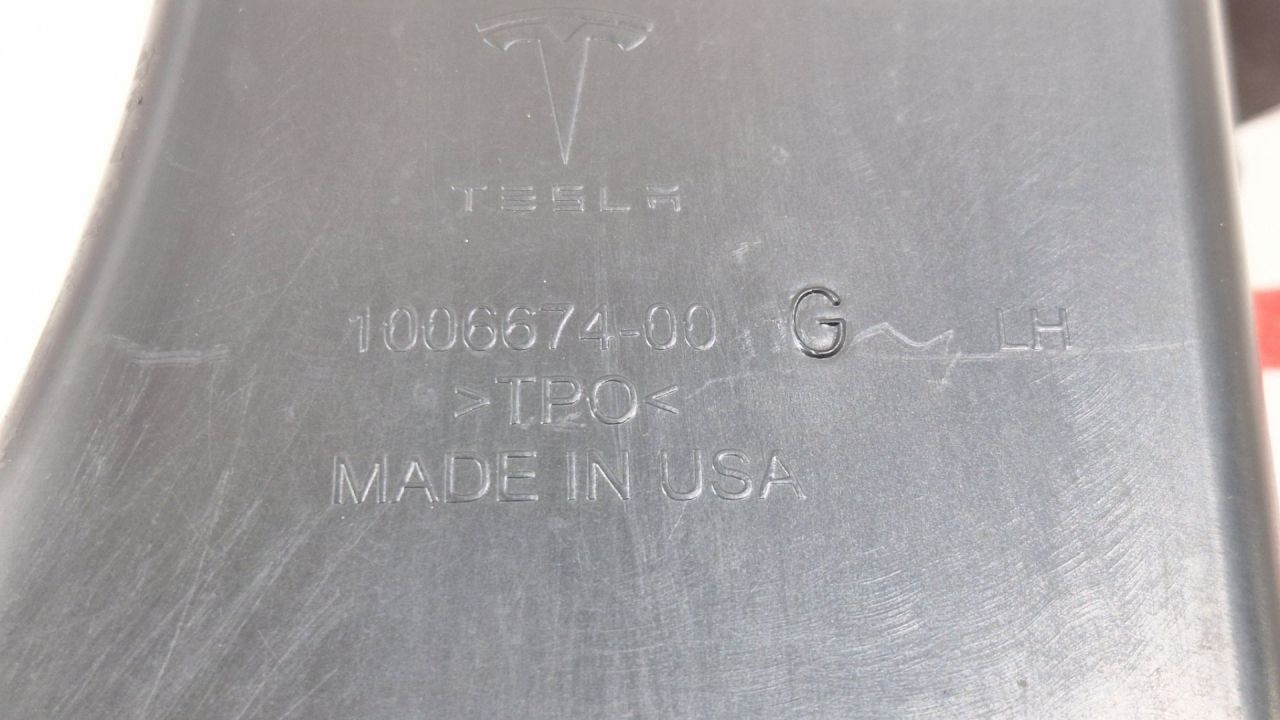 TESLA
1006674-00 G LH
>TPO<
MADE IN USA